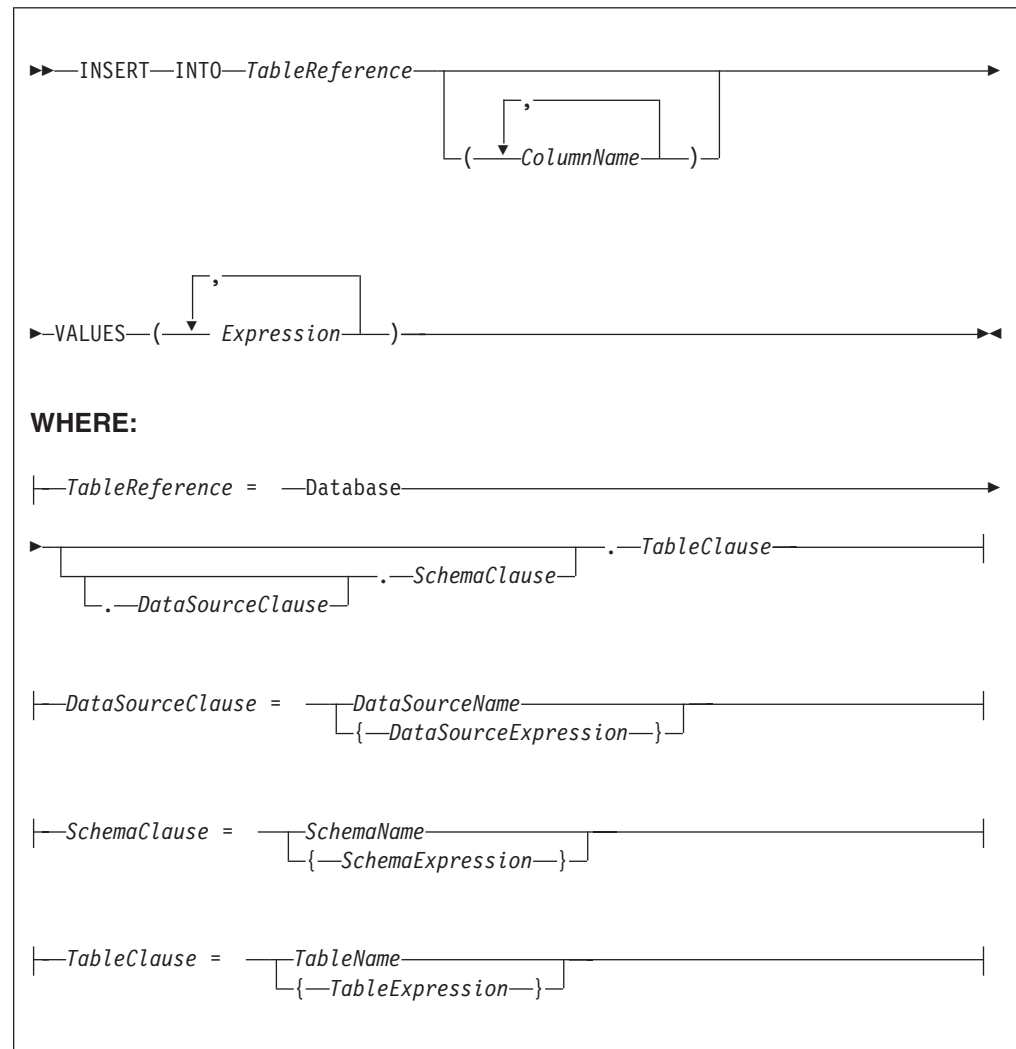 INSERT INTO TableReference
,
( ColumnName )
,
VALUES ( Expression )
WHERE:
TableReference = Database
. TableClause
. SchemaClause
. DataSourceClause
DataSourceClause = DataSourceName
{ DataSourceExpression }
SchemaClause = SchemaName
{ SchemaExpression }
TableClause = TableName
{ TableExpression }